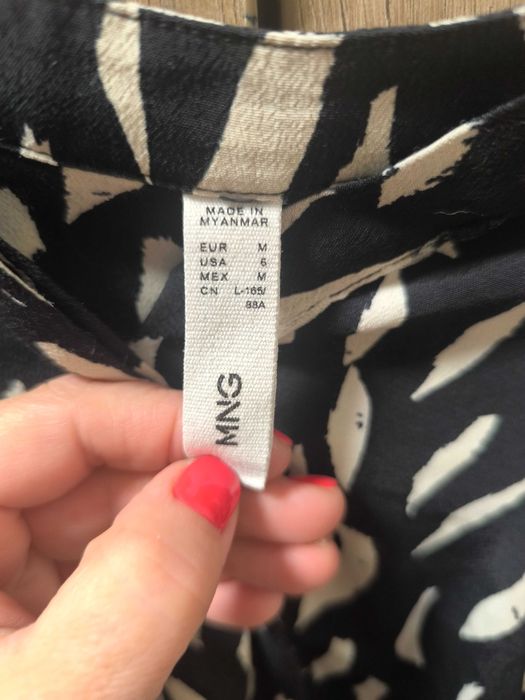 MADE IN
MYANMAR
EUR M
USA 6
MEX M
CN L-165/
88A
MNG